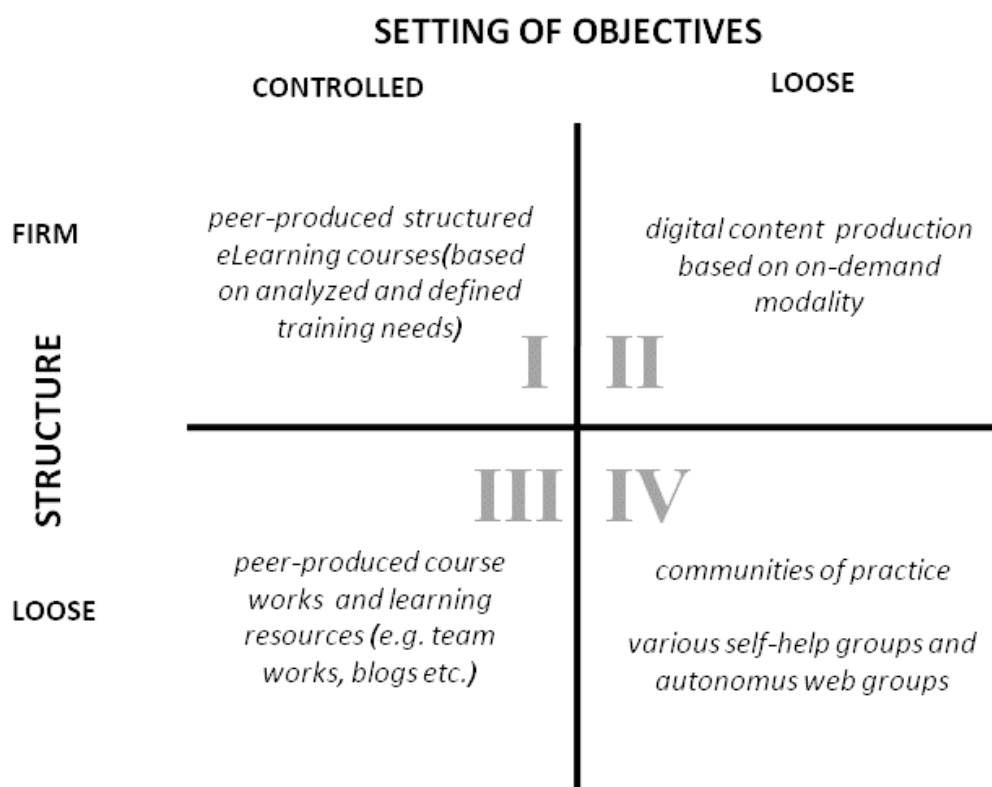 SETTING OF OBJECTIVES
CONTROLLED
LOOSE
FIRM
peer-produced structured
eLearning courses(based
on analyzed and defined
training needs)
digital content production
based on on-demand
modality
I
II
STRUCTURE
III
IV
LOOSE
peer-produced course
works and learning
resources (e.g. team
works, blogs etc.)
communities of practice
various self-help groups and
autonomus web groups